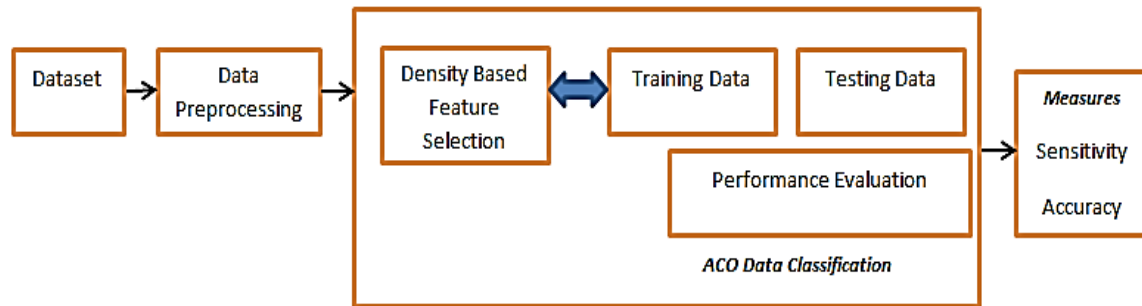 Dataset
Data
Preprocessing
Density Based
Feature
Selection
Training Data
Testing Data
Performance Evaluation
ACO Data Classification
Measures
Sensitivity
Accuracy